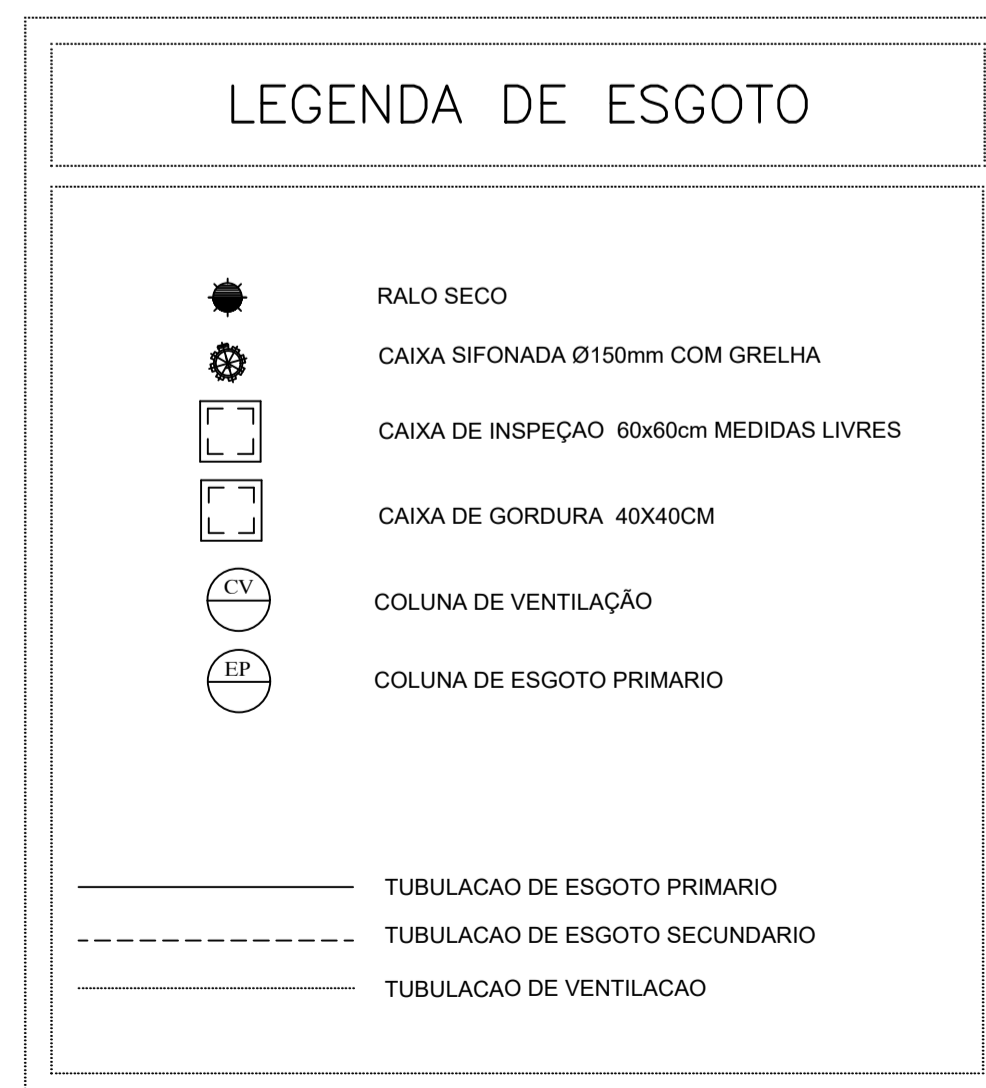 LEGENDA DE ESGOTO
RALO SECO
CAIXA SIFONADA Ø150mm COM GRELHA
CAIXA DE INSPEÇAO 60x60cm MEDIDAS LIVRES
CAIXA DE GORDURA 40X40CM
CV COLUNA DE VENTILAÇÃO
EP COLUNA DE ESGOTO PRIMARIO
TUBULACAO DE ESGOTO PRIMARIO
TUBULACAO DE ESGOTO SECUNDARIO
TUBULACAO DE VENTILACAO